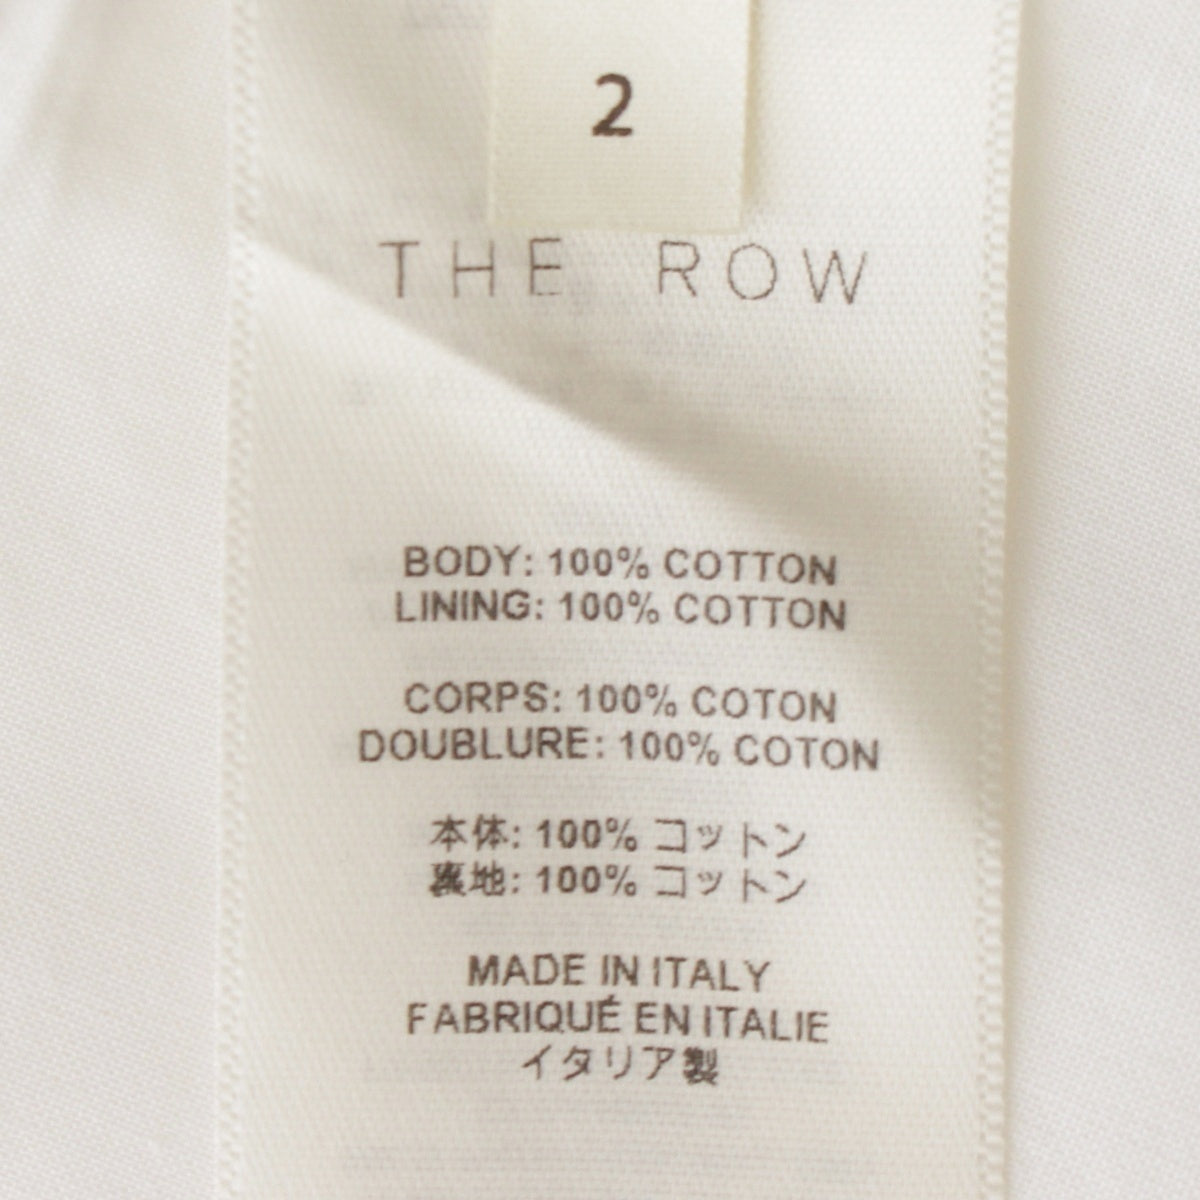 2
THE ROW
BODY: 100% COTTON
LINING: 100% COTTON
CORPS: 100% COTON
DOUBLURE: 100% COTON
本体: 100% コットン
裏地: 100% コットン
MADE IN ITALY
FABRIQUÉ EN ITALIE
イタリア製